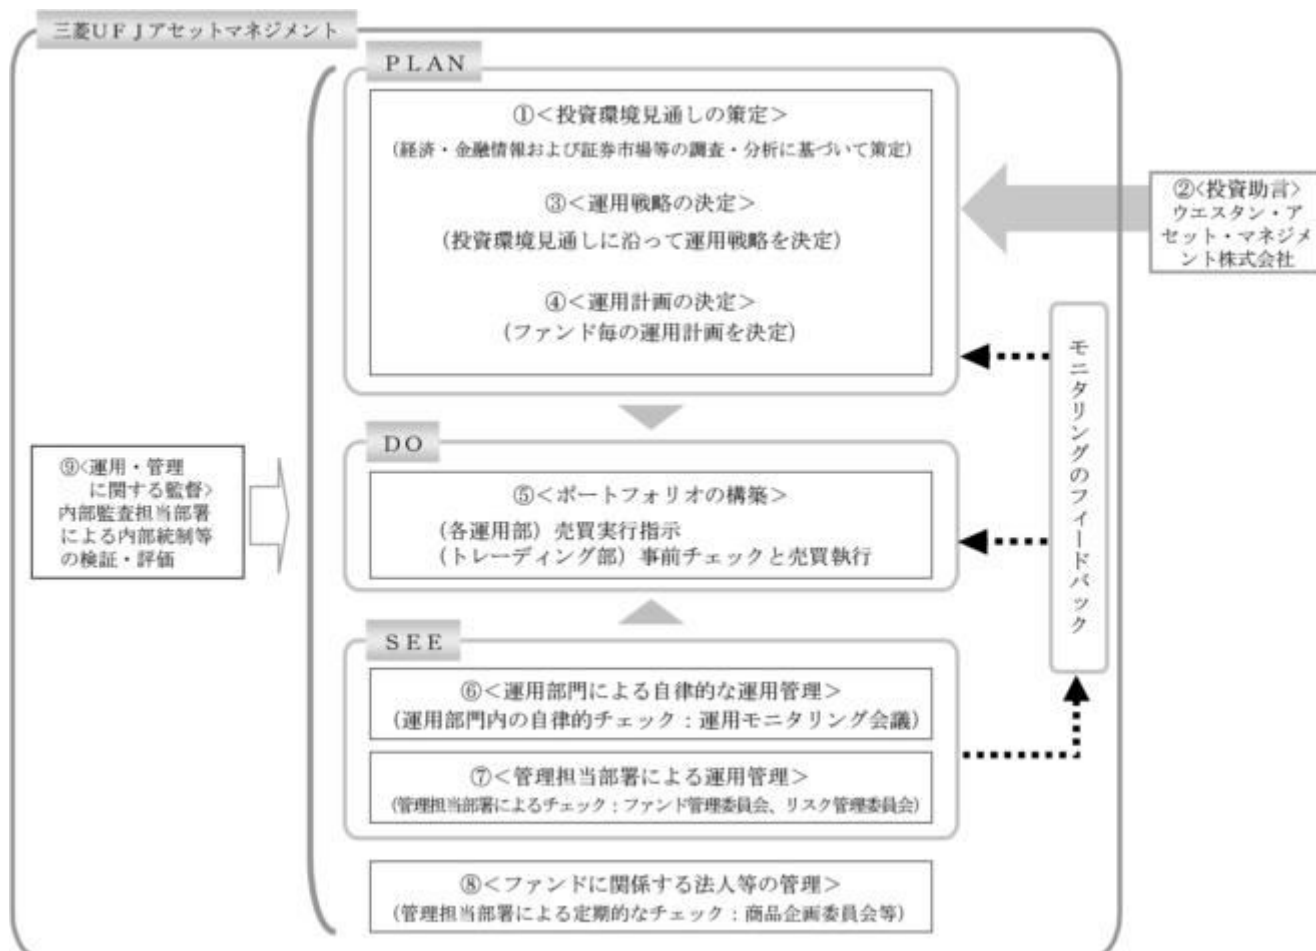 三菱UFJアセットマネジメント
PLAN
①<投資環境見通しの策定>
(経済・金融情報および証券市場等の調査・分析に基づいて策定)
③<運用戦略の決定>
(投資環境見通しに沿って運用戦略を決定)
④<運用計画の決定>
(ファンド毎の運用計画を決定)
②<投資助言>
ウエスタン・ア
セット・マネジメ
ント株式会社
モニタリングのフィードバック
DO
⑤<ポートフォリオの構築>
(各運用部)売買実行指示
(トレーディング部)事前チェックと売買執行
⑨<運用・管理
に関する監督>
内部監査担当部署
による内部統制等
の検証・評価
SEE
⑥<運用部門による自律的な運用管理>
(運用部門内の自律的チェック:運用モニタリング会議)
⑦<管理担当部署による運用管理>
(管理担当部署によるチェック:ファンド管理委員会、リスク管理委員会)
⑧<ファンドに関係する法人等の管理>
(管理担当部署による定期的なチェック:商品企画委員会等)